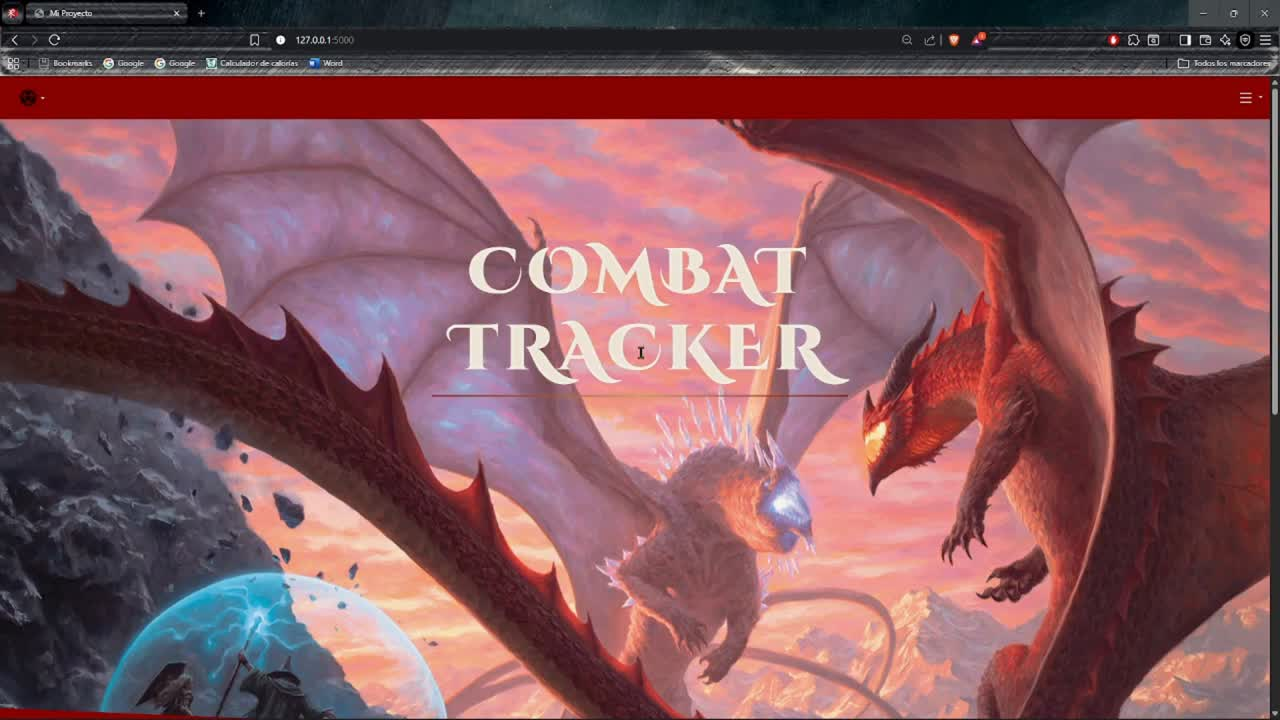 Mi Proyecto
127.0.0.1:5000
Bookmarks Google Google Calculador de calorías Word Todos los marcadores
COMBAT
TRACKER